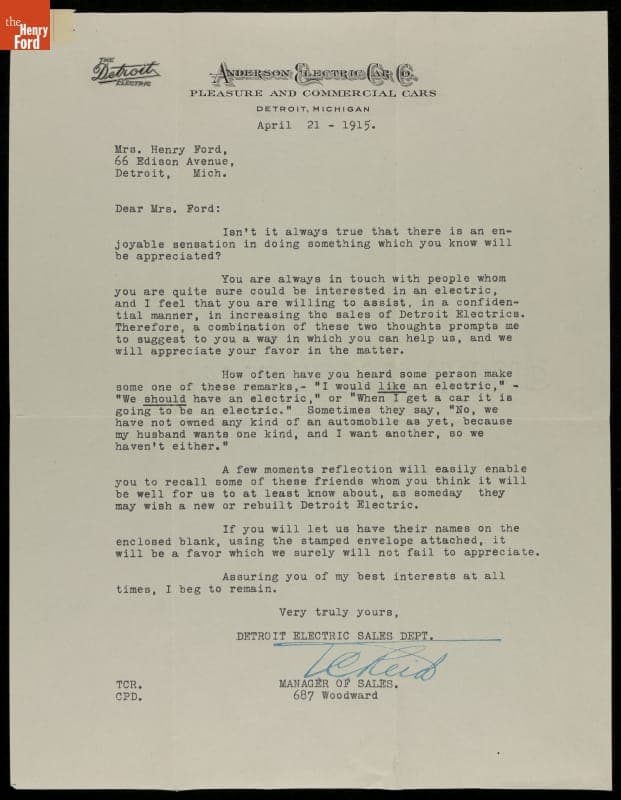 the
Henry
Ford
THE
Detroit
ELECTRIC
ANDERSON ELECTRIC CAR CO.
PLEASURE AND COMMERCIAL CARS
DETROIT, MICHIGAN
April 21 - 1915.
Mrs. Henry Ford,
66 Edison Avenue,
Detroit, Mich.
Dear Mrs. Ford:
Isn't it always true that there is an en-
joyable sensation in doing something which you know will
be appreciated?
You are always in touch with people whom
you are quite sure could be interested in an electric,
and I feel that you are willing to assist, in a confiden-
tial manner, in increasing the sales of Detroit Electrics.
Therefore, a combination of these two thoughts prompts me
to suggest to you a way in which you can help us, and we
will appreciate your favor in the matter.
How often have you heard some person make
some one of these remarks,- "I would like an electric," -
"We should have an electric," or "When I get a car it is
going to be an electric." Sometimes they say, "No, we
have not owned any kind of an automobile as yet, because
my husband wants one kind, and I want another, so we
haven't either."
A few moments reflection will easily enable
you to recall some of these friends whom you think it will
be well for us to at least know about, as someday they
may wish a new or rebuilt Detroit Electric.
If you will let us have their names on the
enclosed blank, using the stamped envelope attached, it
will be a favor which we surely will not fail to appreciate.
Assuring you of my best interests at all
times, I beg to remain.
Very truly yours,
DETROIT ELECTRIC SALES DEPT.
TCReid
TCR. MANAGER OF SALES.
CPD. 687 Woodward